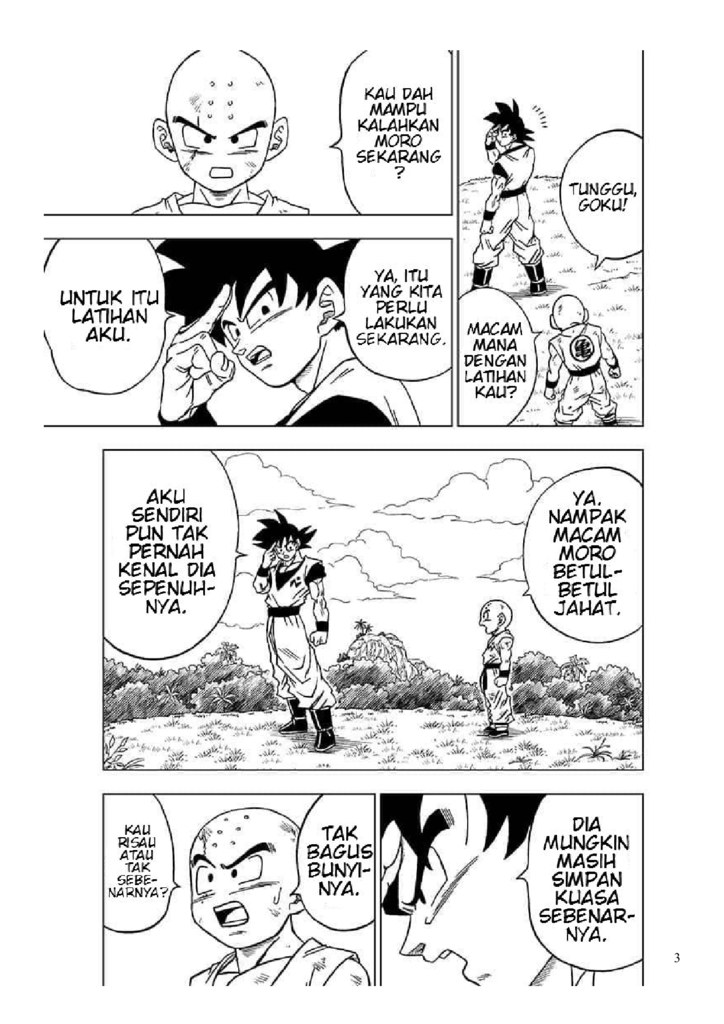 TUNGGU,
GOKU!
MACAM
MANA
DENGAN
LATIHAN
KAU?
KAU DAH
MAMPU
KALAHKAN
MORO
SEKARANG
?
YA, ITU
YANG KITA
PERLU
LAKUKAN
SEKARANG.
UNTUK ITU
LATIHAN
AKU.
YA.
NAMPAK
MACAM
MORO
BETUL-
BETUL
JAHAT.
AKU
SENDIRI
PUN TAK
PERNAH
KENAL DIA
SEPENUH-
NYA.
DIA
MUNGKIN
MASIH
SIMPAN
KUASA
SEBENAR-
NYA.
TAK
BAGUS
BUNYI-
NYA.
KAU
RISAU
ATAU
TAK
SEBE-
NARNYA?
亀
3